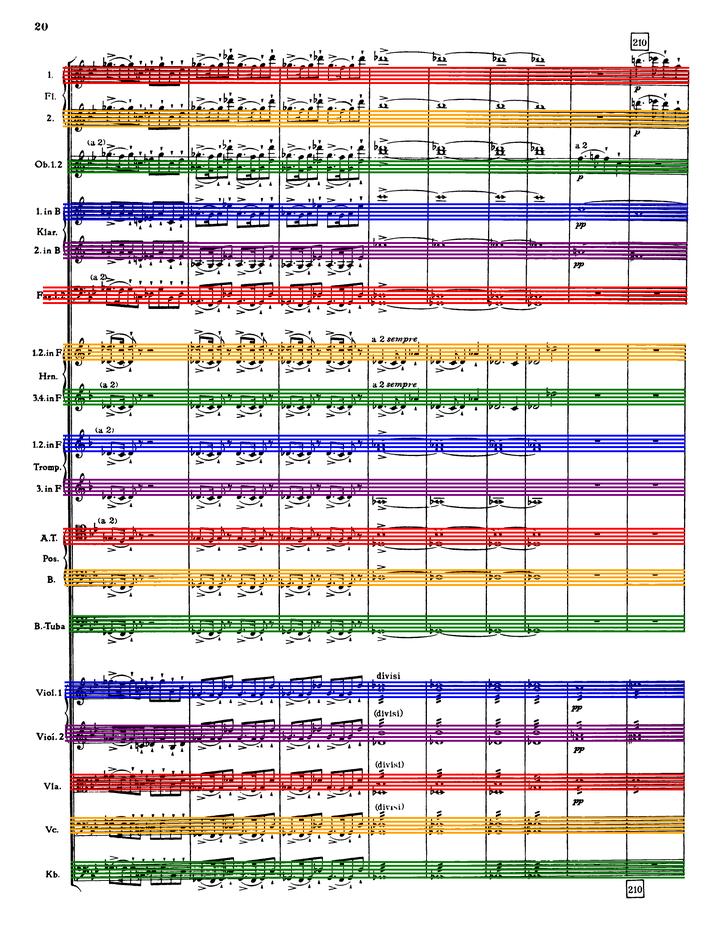 20
210
1.
Fl.
2.
p
p
(a 2)
a 2
Ob.1.2
p
1. in B
Klar.
pp
2. in B
pp
(a 2)
Fag.1.2
a 2 sempre
1.2. in F
Hrn.
(a 2)
a 2 sempre
3.4. in F
(a 2)
1.2. in F
Tromp.
3. in F
(a 2)
A.T.
Pos.
B.
B.-Tuba
divisi
Viol.1
pp
(divisi)
Viol.2
pp
(divisi)
Vla.
pp
(divisi)
Vc.
Kb.
210